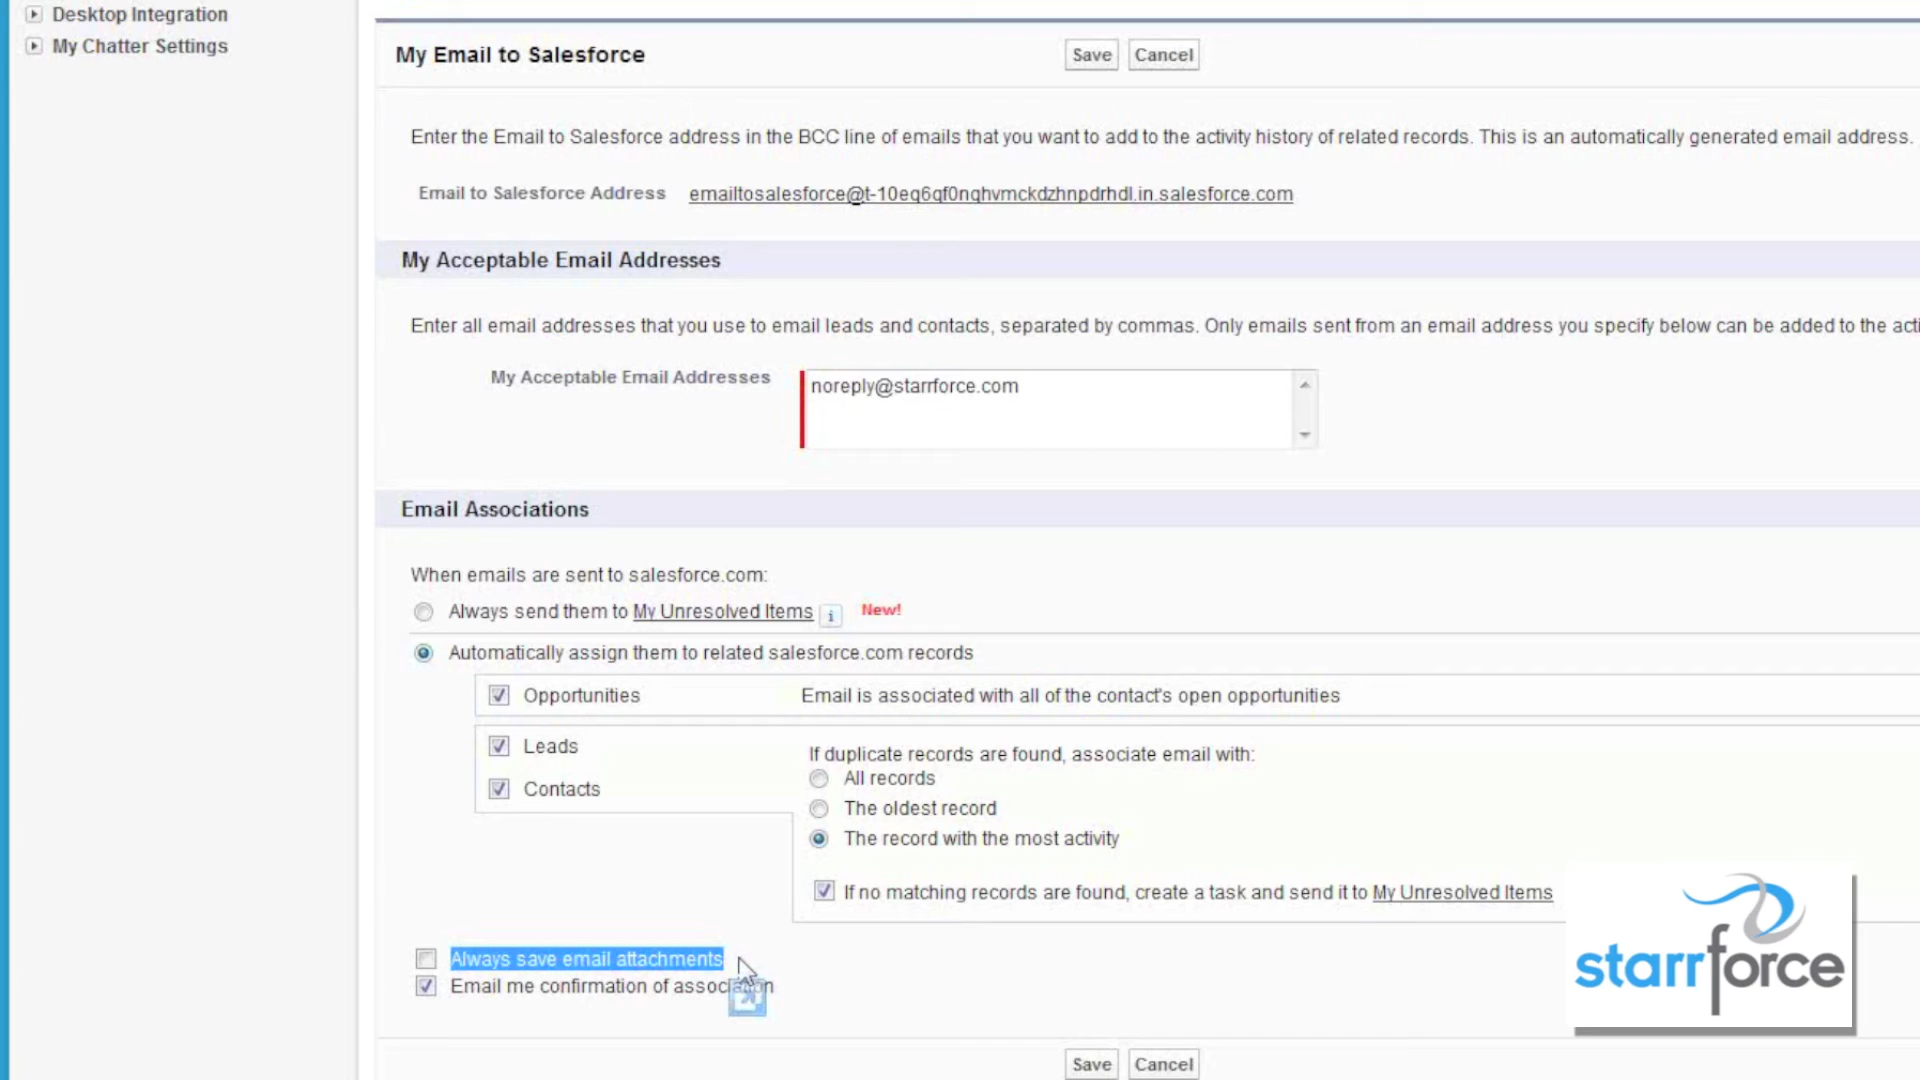 Desktop Integration
My Chatter Settings
My Email to Salesforce
Save Cancel
Enter the Email to Salesforce address in the BCC line of emails that you want to add to the activity history of related records. This is an automatically generated email address.
Email to Salesforce Address emailtosalesforce@t-10eq6qf0nqhvmckdzhnpdrhdl.in.salesforce.com
My Acceptable Email Addresses
Enter all email addresses that you use to email leads and contacts, separated by commas. Only emails sent from an email address you specify below can be added to the acti
My Acceptable Email Addresses noreply@starrforce.com
Email Associations
When emails are sent to salesforce.com:
Always send them to My Unresolved Items i New!
Automatically assign them to related salesforce.com records
Opportunities Email is associated with all of the contact's open opportunities
Leads
If duplicate records are found, associate email with:
All records
Contacts
The oldest record
The record with the most activity
If no matching records are found, create a task and send it to My Unresolved Items
Always save email attachments
Email me confirmation of association
starrforce
Save Cancel